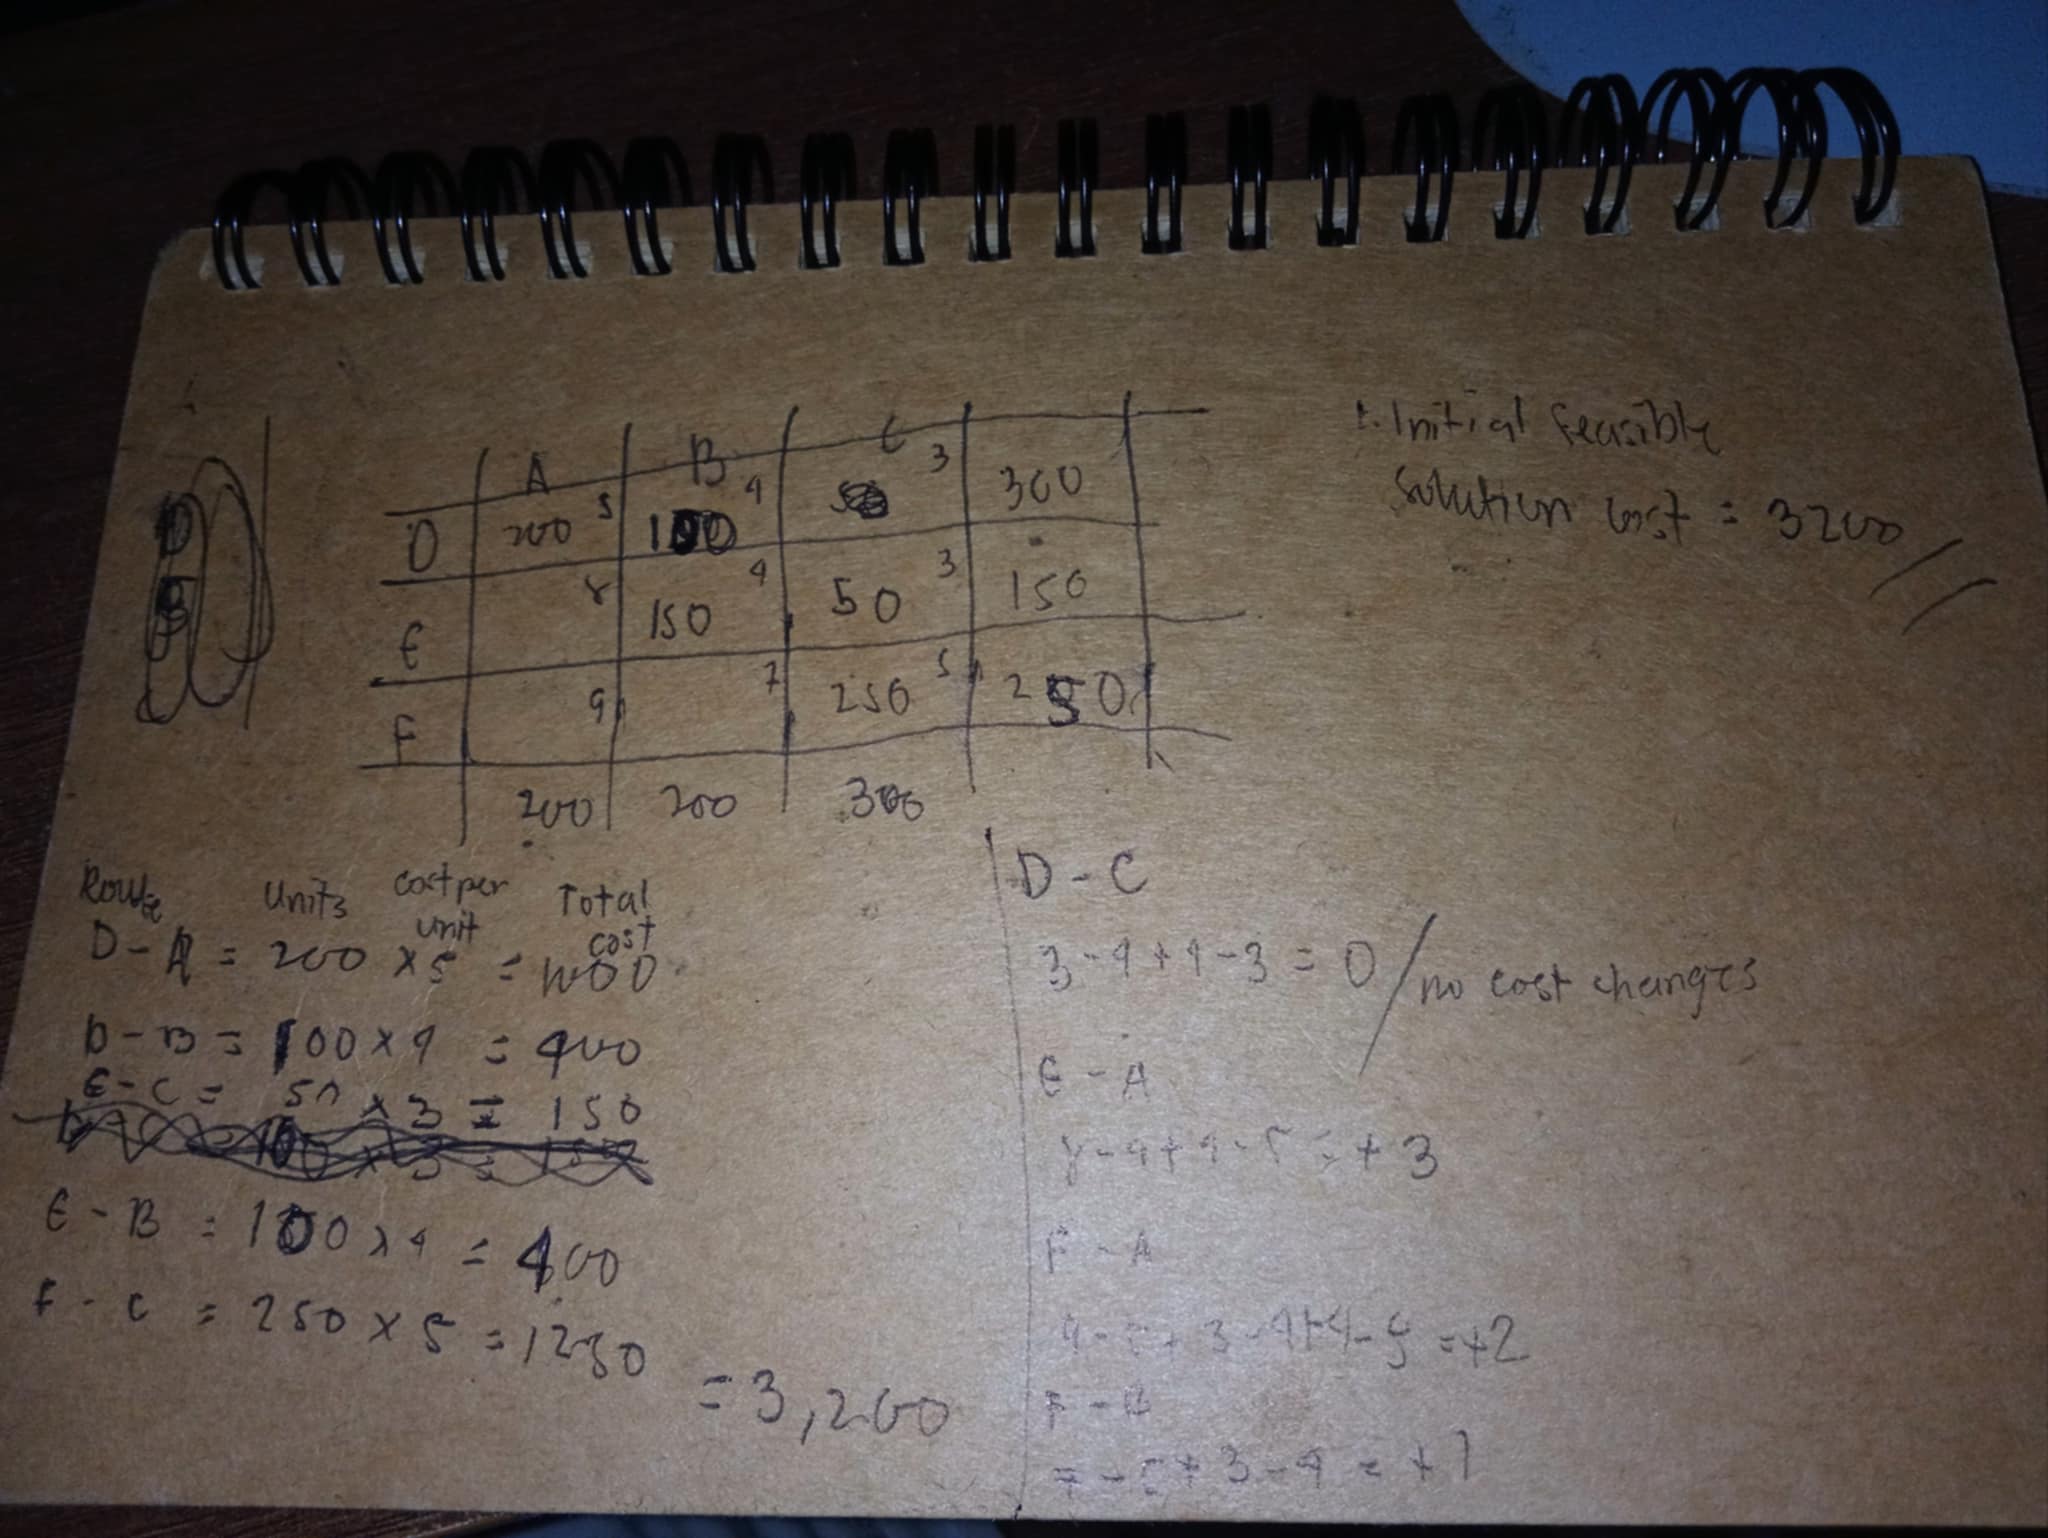 A B C
D 200 5 100 4 3 300
E 8 150 4 50 3 150
F 9 7 250 5 250
200 200 300
1. Initial feasible
solution cost = 3200
Route Units cost per unit Total cost
D - A = 200 x 5 = 1000
D - B = 100 x 4 = 400
E - C = 50 x 3 = 150
E - B = 100 x 4 = 400
F - C = 250 x 5 = 1250
= 3,200
D - C
3 - 4 + 4 - 3 = 0 / no cost changes
E - A
8 - 4 + 4 - 5 = + 3
F - A
9 - 5 + 3 - 4 + 4 - 5 = +2
F - B
7 - 5 + 3 - 4 = + 1